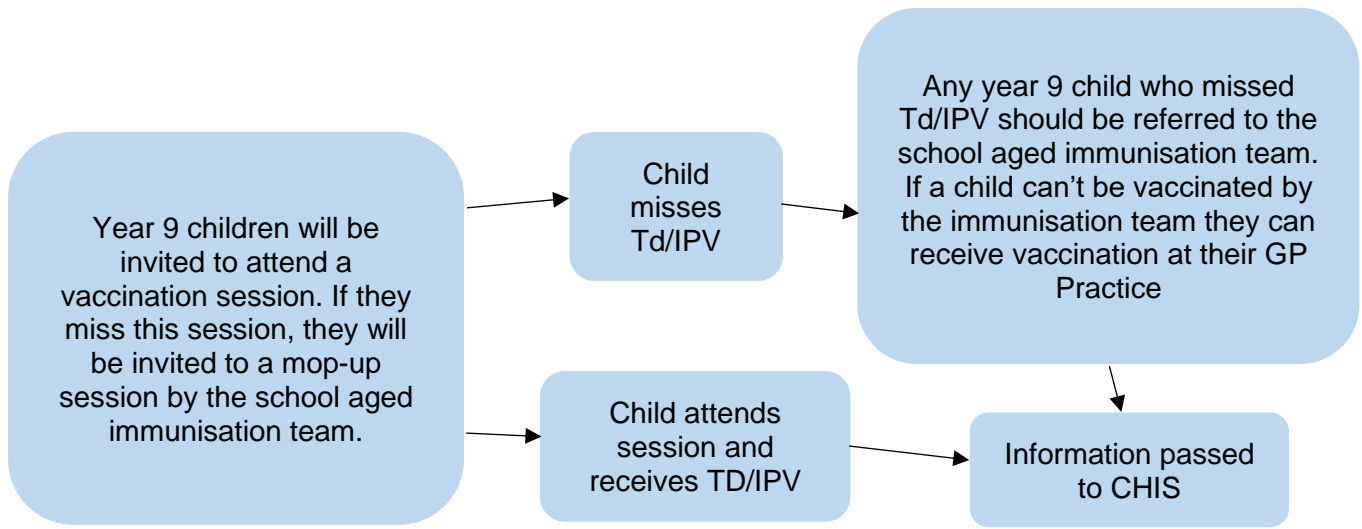 Year 9 children will be
invited to attend a
vaccination session. If they
miss this session, they will
be invited to a mop-up
session by the school aged
immunisation team.
Child
misses
Td/IPV
Any year 9 child who missed
Td/IPV should be referred to the
school aged immunisation team.
If a child can’t be vaccinated by
the immunisation team they can
receive vaccination at their GP
Practice
Child attends
session and
receives TD/IPV
Information passed
to CHIS